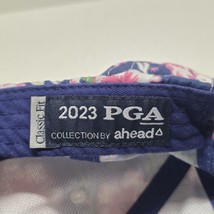 Classic Fit
2023 PGA
COLLECTION BY ahead